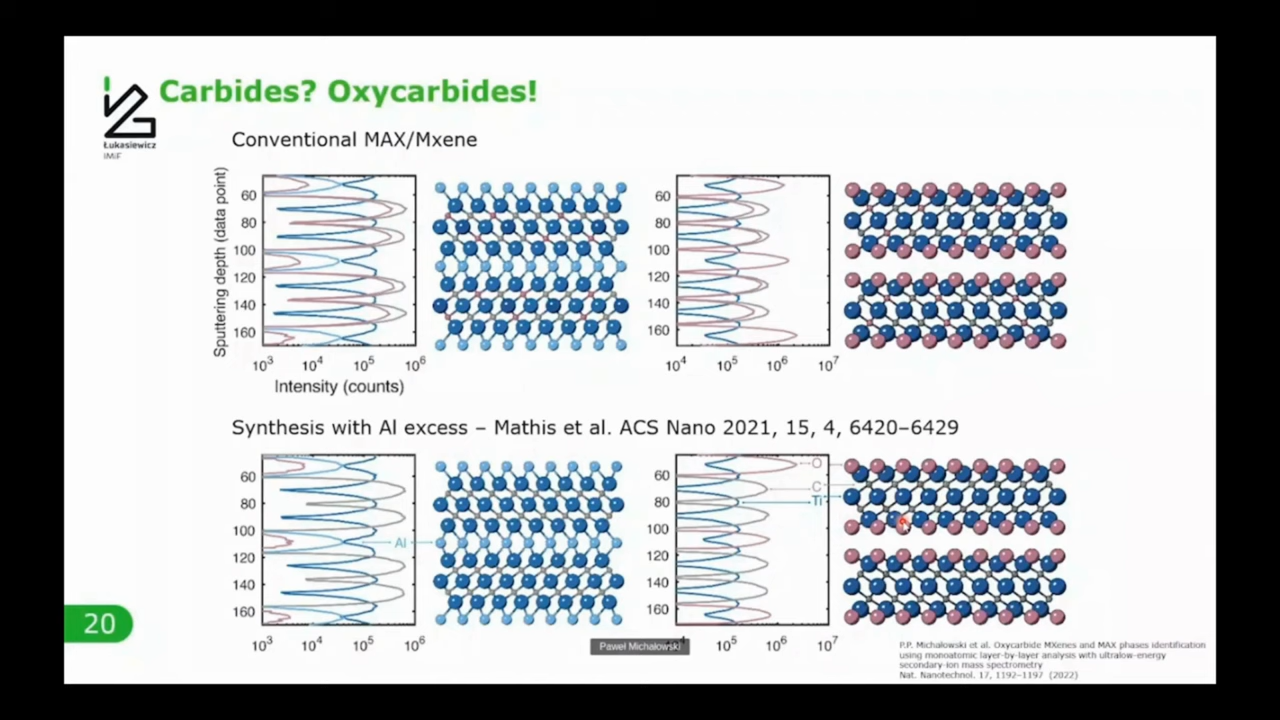 Carbides? Oxycarbides!
Łukasiewicz
IMiF
Conventional MAX/Mxene
Sputtering depth (data point)
60
80
100
120
140
160
10³ 10⁴ 10⁵ 10⁶
Intensity (counts)
60
80
100
120
140
160
10⁴ 10⁵ 10⁶ 10⁷
Synthesis with Al excess – Mathis et al. ACS Nano 2021, 15, 4, 6420–6429
60
80
100
120
140
160
10³ 10⁴ 10⁵ 10⁶
Al
60
80
100
120
140
160
10⁵ 10⁶ 10⁷
O
C
Ti
20
Paweł Michałowski
P.P. Michałowski et al. Oxycarbide MXenes and MAX phases identification
using monoatomic layer-by-layer analysis with ultralow-energy
secondary-ion mass spectrometry
Nat. Nanotechnol. 17, 1192–1197 (2022)